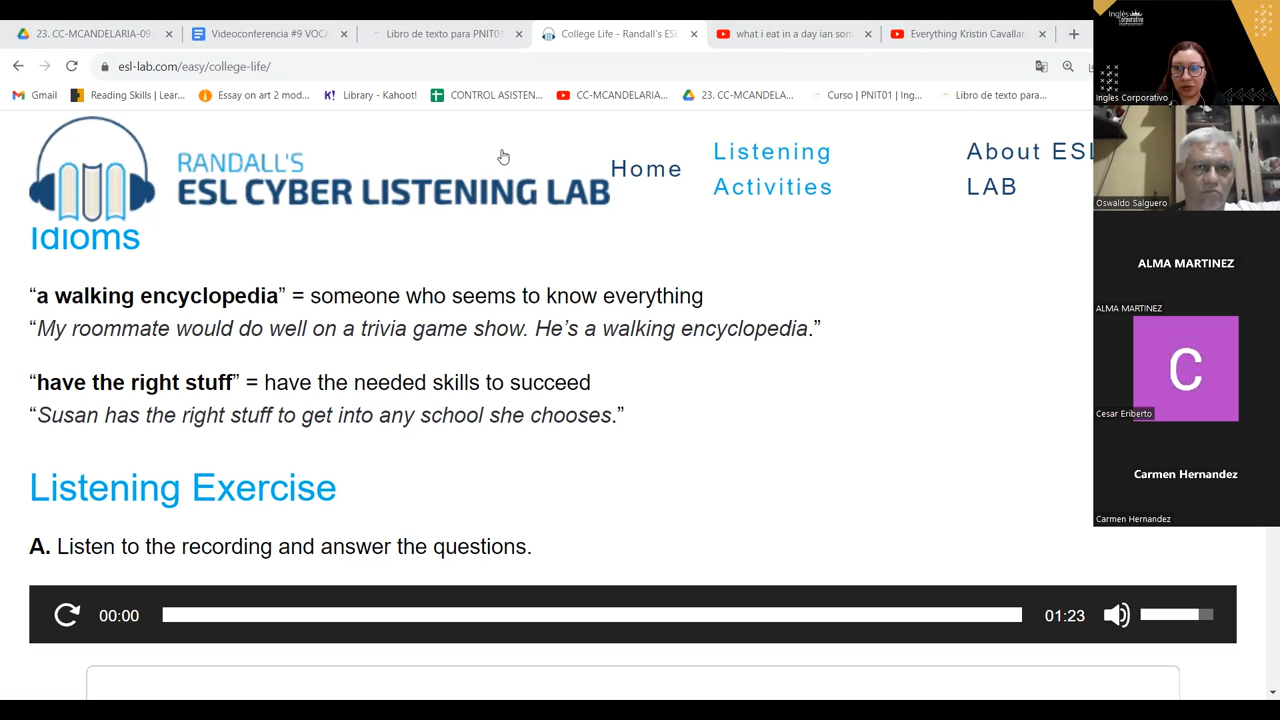 23. CC-MCANDELARIA-09-
Videoconferencia #9 VOCA
Libro de texto para PNIT01
College Life - Randall's ESL
what i eat in a day ian som
Everything Kristin Cavallar
esl-lab.com/easy/college-life/
Gmail
Reading Skills | Lear...
Essay on art 2 mod...
Library - Kahoot!
CONTROL ASISTEN...
CC-MCANDELARIA...
23. CC-MCANDELA...
Curso | PNIT01 | Ing...
Libro de texto para...
RANDALL'S
ESL CYBER LISTENING LAB
Home
Listening
Activities
About ESL
LAB
Idioms
“a walking encyclopedia” = someone who seems to know everything
“My roommate would do well on a trivia game show. He’s a walking encyclopedia.”
“have the right stuff” = have the needed skills to succeed
“Susan has the right stuff to get into any school she chooses.”
Listening Exercise
A. Listen to the recording and answer the questions.
00:00
01:23
Inglés
Corporativo
Ingles Corporativo
Oswaldo Salguero
ALMA MARTINEZ
ALMA MARTINEZ
C
Cesar Eriberto
Carmen Hernandez
Carmen Hernandez